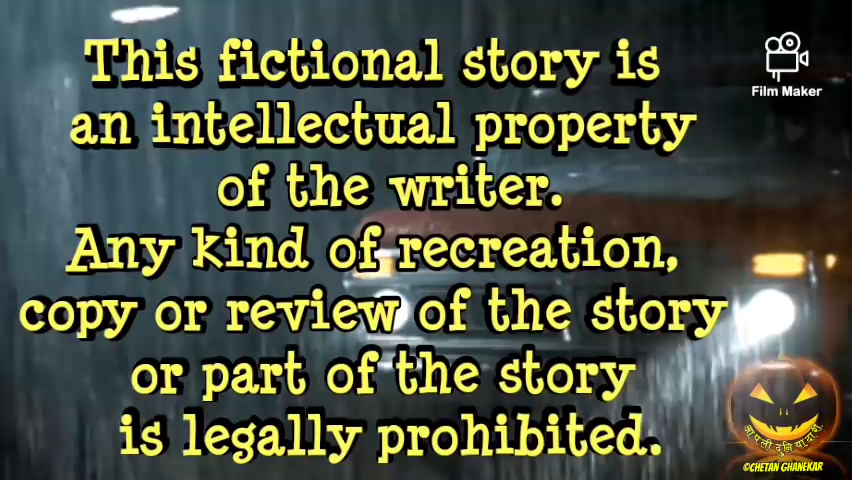 This fictional story is
an intellectual property
of the writer.
Any kind of recreation,
copy or review of the story
or part of the story
is legally prohibited.
Film Maker
आपली दुनियादारी
©CHETAN GHANEKAR